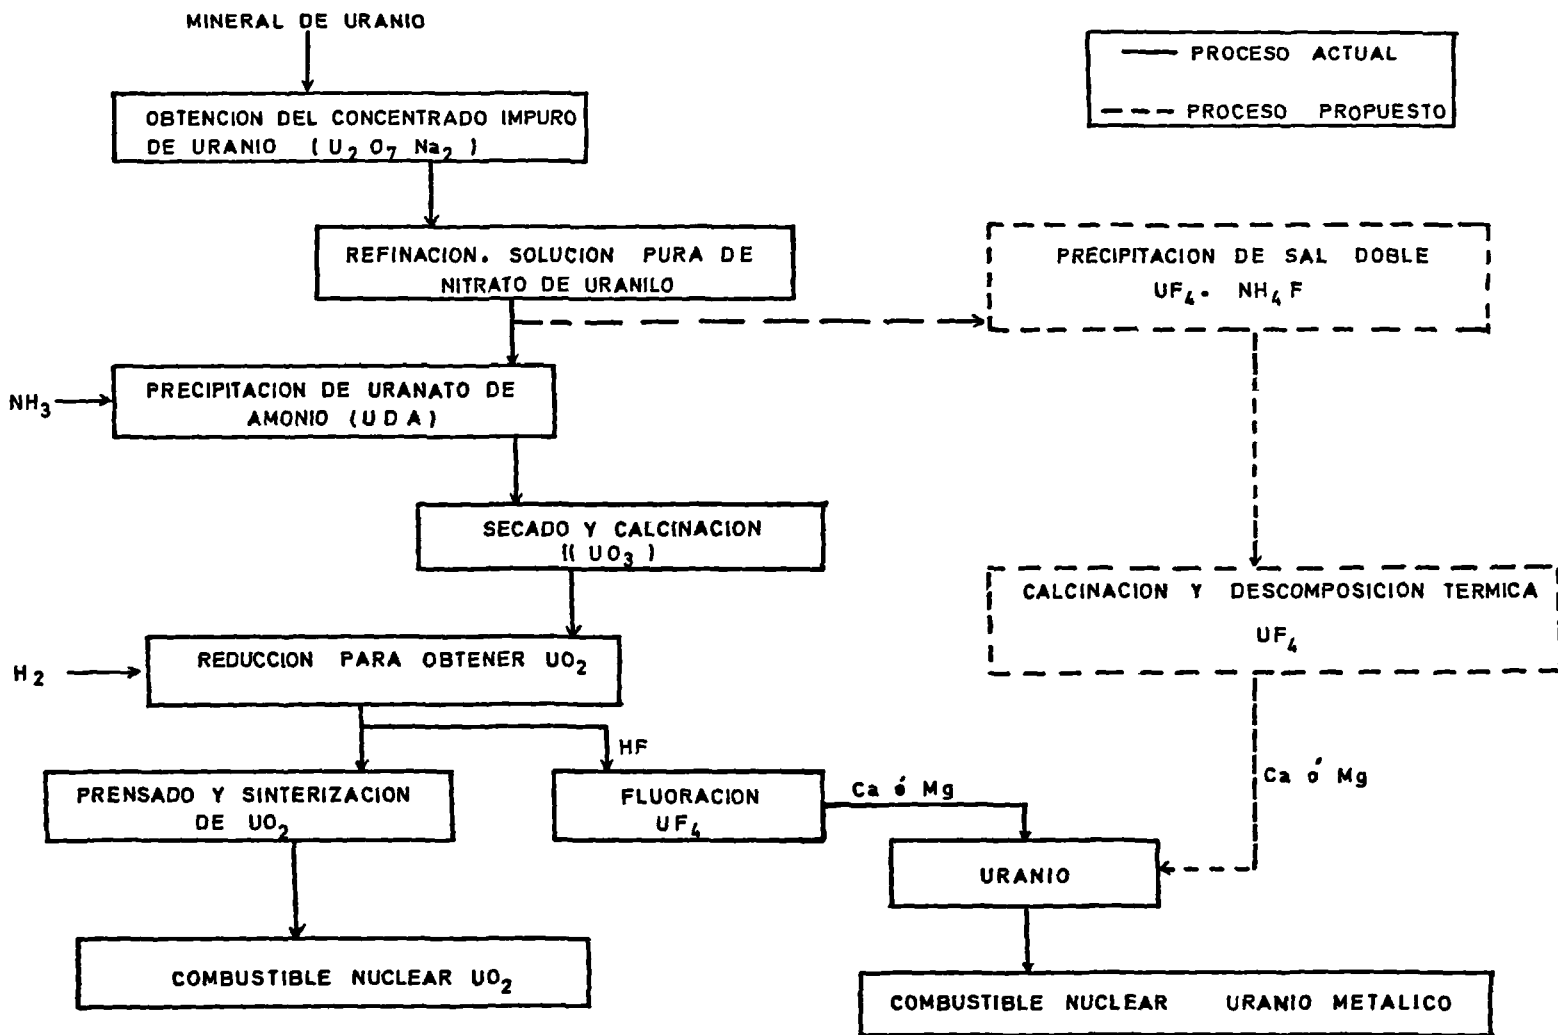 MINERAL DE URANIO
PROCESO ACTUAL
PROCESO PROPUESTO
OBTENCION DEL CONCENTRADO IMPURO
DE URANIO ( U₂ O₇ Na₂ )
REFINACION. SOLUCION PURA DE
NITRATO DE URANILO
PRECIPITACION DE SAL DOBLE
UF₄. NH₄F
NH₃
PRECIPITACION DE URANATO DE
AMONIO ( U D A )
SECADO Y CALCINACION
(( UO₃ )
CALCINACION Y DESCOMPOSICION TERMICA
UF₄
H₂
REDUCCION PARA OBTENER UO₂
HF
PRENSADO Y SINTERIZACION
DE UO₂
FLUORACION
UF₄
Ca ó Mg
Ca ó Mg
URANIO
COMBUSTIBLE NUCLEAR UO₂
COMBUSTIBLE NUCLEAR URANIO METALICO